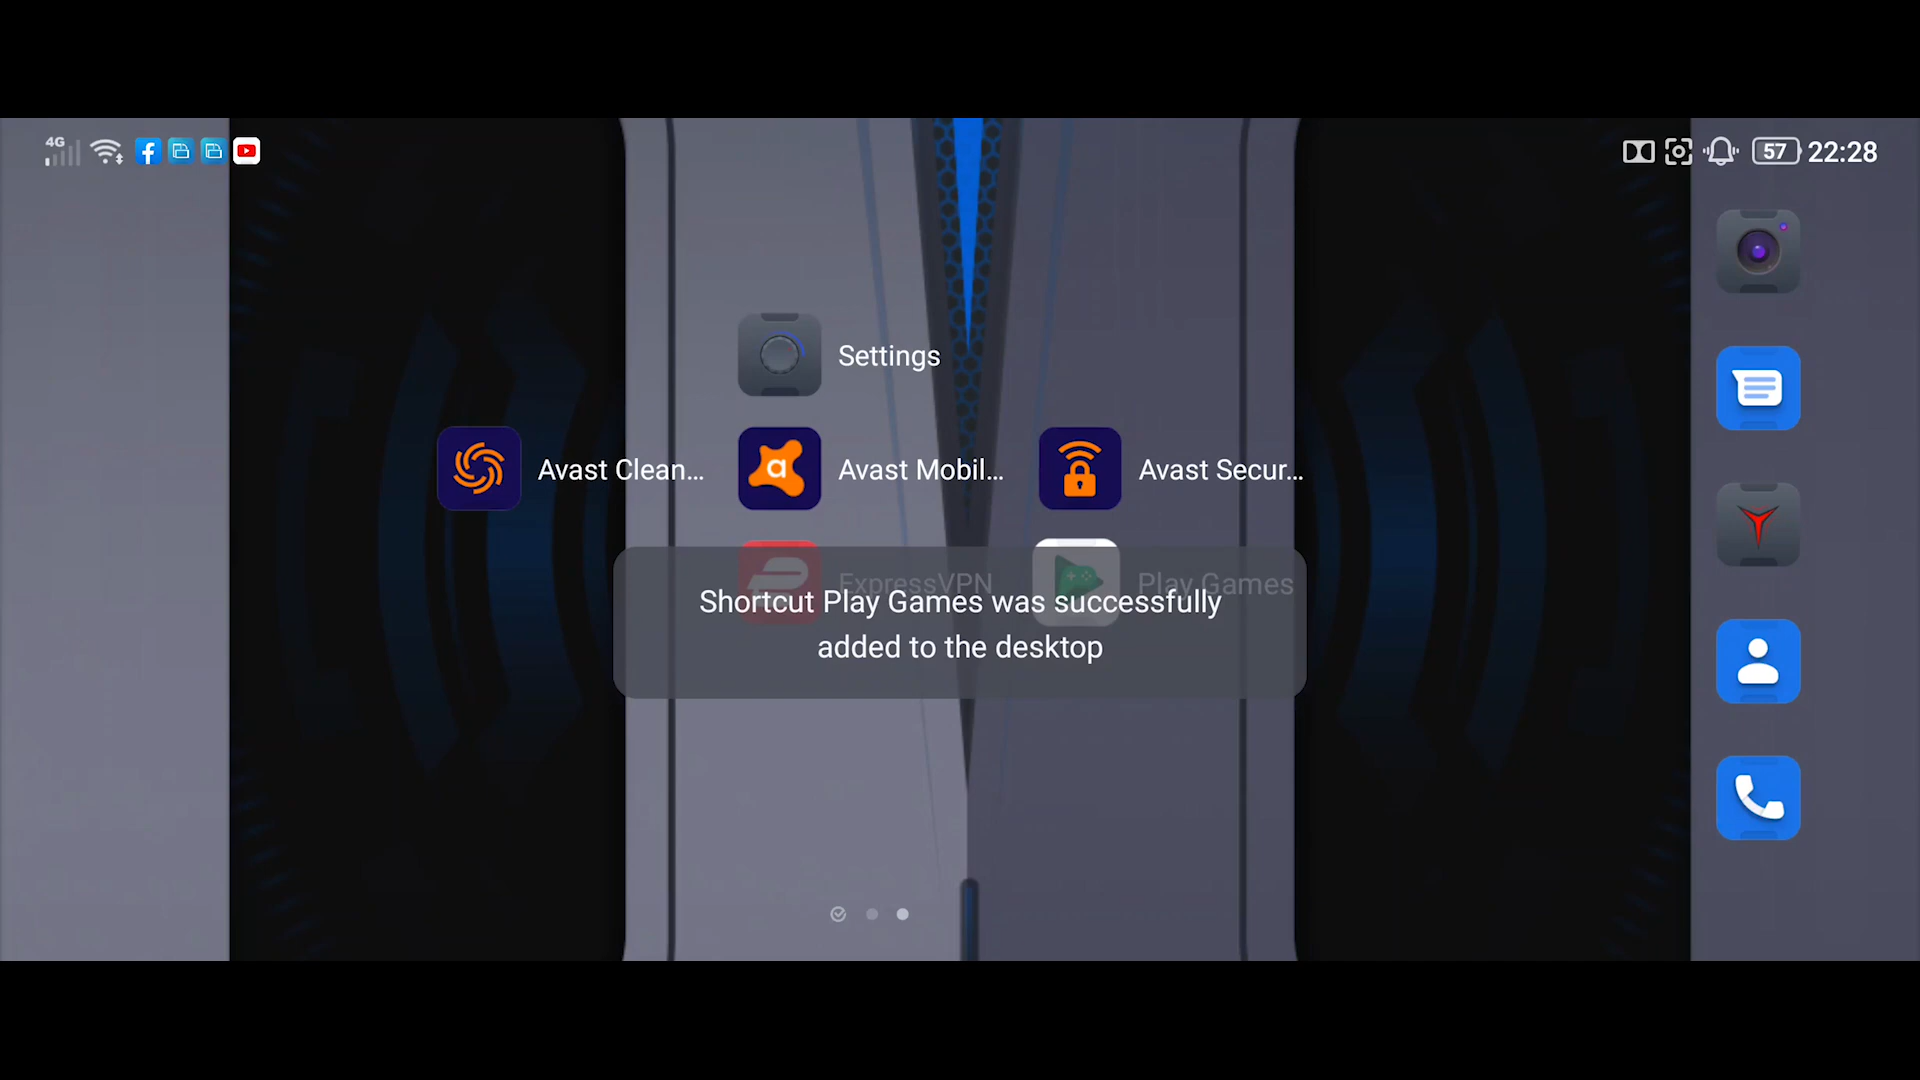 4G
57 22:28
Settings
Avast Clean...
Avast Mobil...
Avast Secur...
ExpressVPN
Play Games
Shortcut Play Games was successfully
added to the desktop